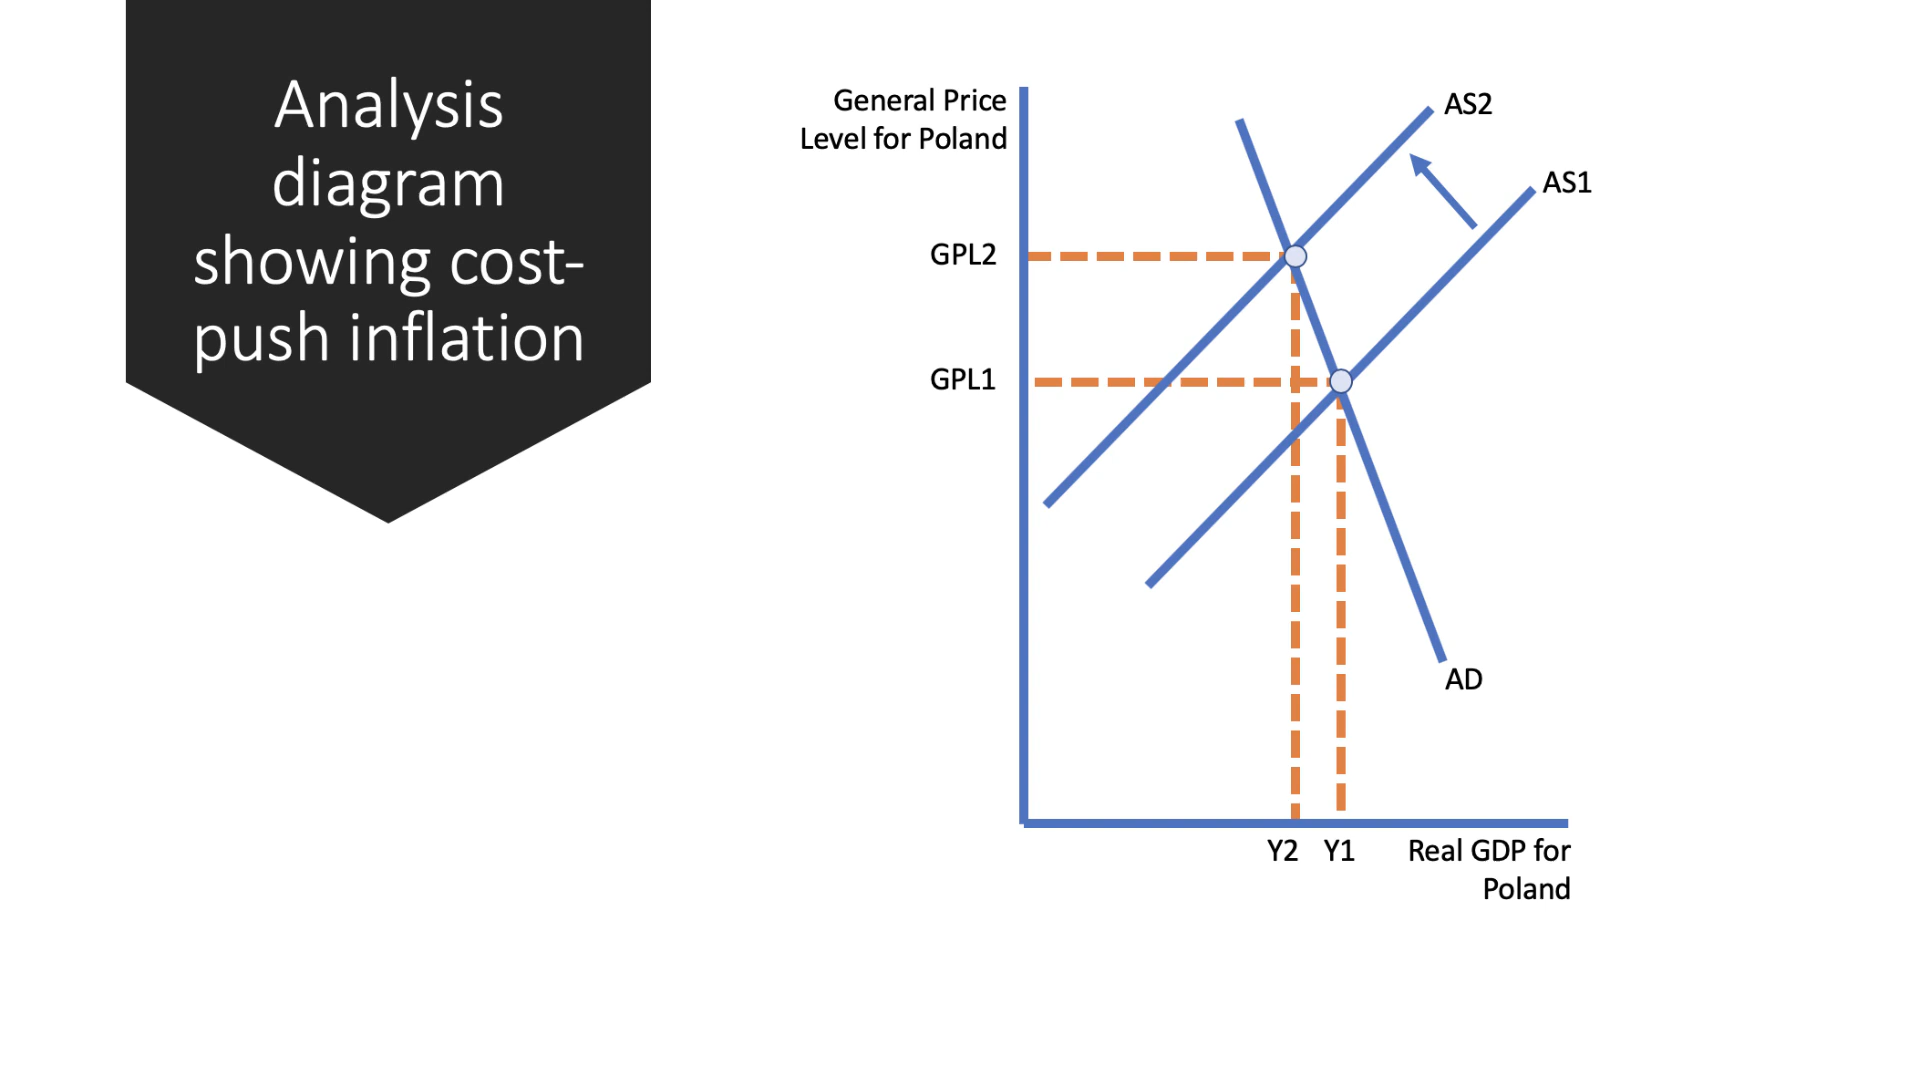 Analysis
diagram
showing cost-
push inflation
General Price
Level for Poland
AS2
AS1
GPL2
GPL1
AD
Y2 Y1
Real GDP for
Poland